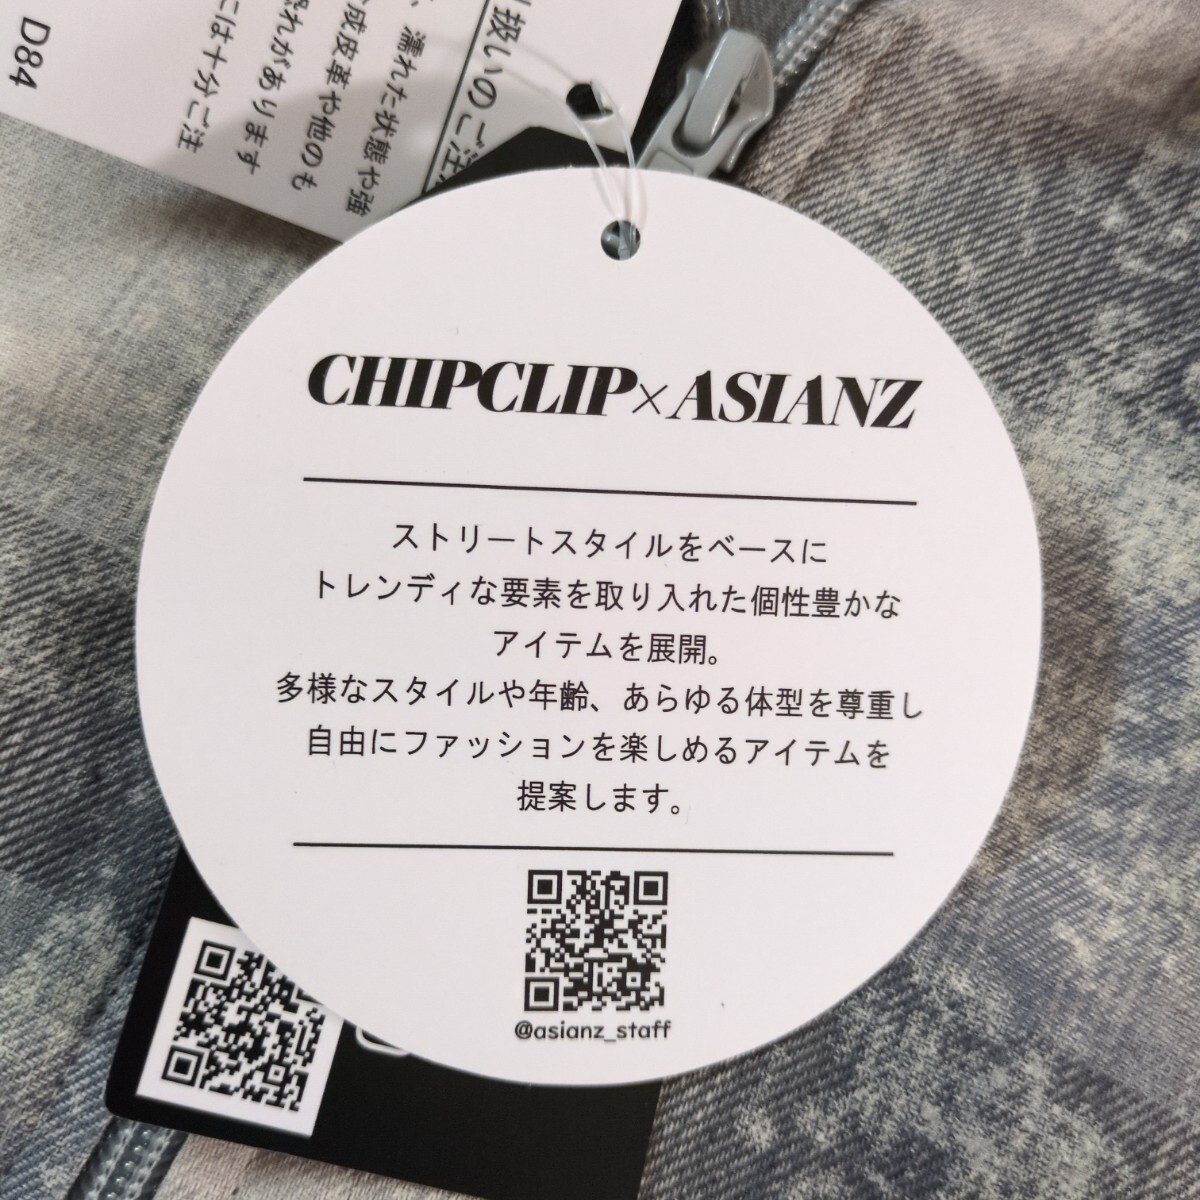 CHIPCLIP×ASIANZ
ストリートスタイルをベースに
トレンディな要素を取り入れた個性豊かな
アイテムを展開。
多様なスタイルや年齢、あらゆる体型を尊重し
自由にファッションを楽しめるアイテムを
提案します。
@asianz_staff
扱いのご注
濡れた状態や強
成皮革や他のも
恐れがあります
には十分ご注
D84